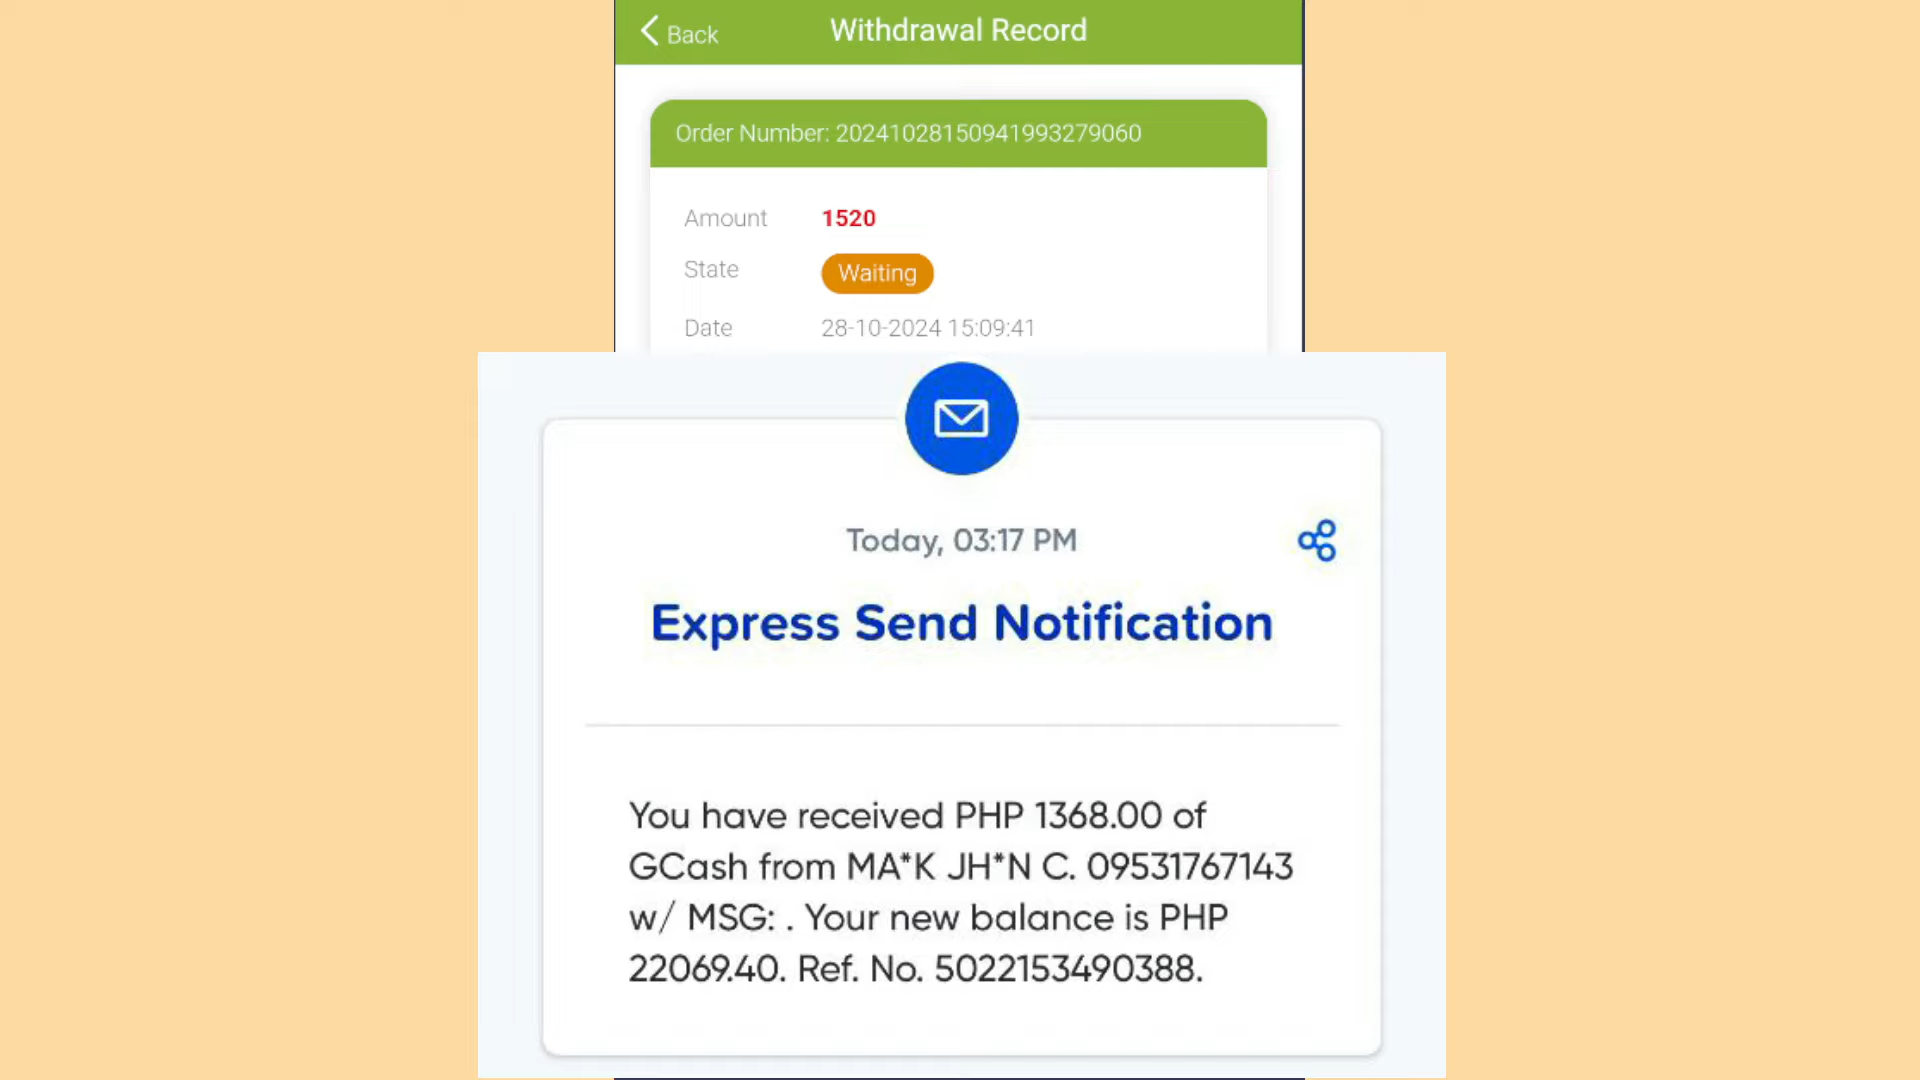 Back
Withdrawal Record
Order Number: 20241028150941993279060
Amount 1520
State Waiting
Date 28-10-2024 15:09:41
Today, 03:17 PM
Express Send Notification
You have received PHP 1368.00 of
GCash from MA*K JH*N C. 09531767143
w/ MSG: . Your new balance is PHP
22069.40. Ref. No. 5022153490388.